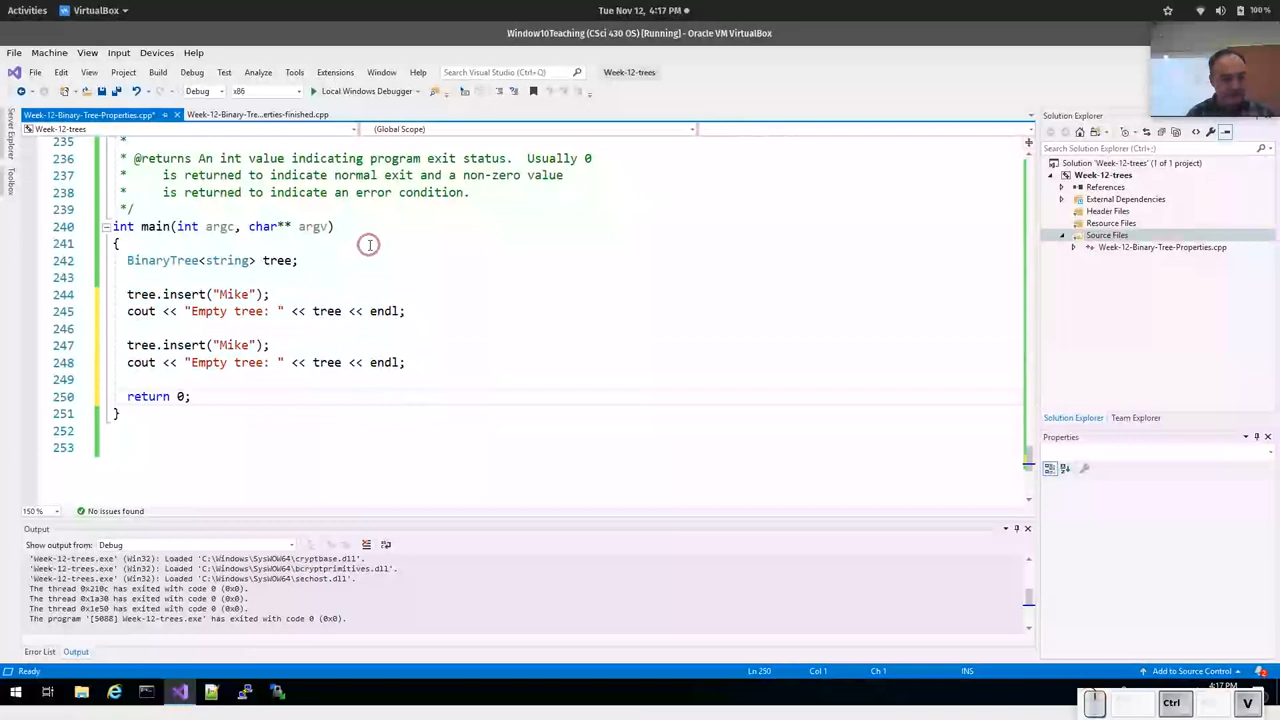 Activities VirtualBox Tue Nov 12, 4:17 PM 100 %
Window10Teaching (CSci 430 OS) [Running] - Oracle VM VirtualBox
File Machine View Input Devices Help
File Edit View Project Build Debug Test Analyze Tools Extensions Window Help Search Visual Studio (Ctrl+Q) Week-12-trees
Debug x86 Local Windows Debugger
Week-12-Binary-Tree-Properties.cpp* Week-12-Binary-Tre...erties-finished.cpp
Week-12-trees (Global Scope)
Server Explorer
Toolbox
235 *
236 * @returns An int value indicating program exit status. Usually 0
237 * is returned to indicate normal exit and a non-zero value
238 * is returned to indicate an error condition.
239 */
240 int main(int argc, char** argv)
241 {
242 BinaryTree<string> tree;
243
244 tree.insert("Mike");
245 cout << "Empty tree: " << tree << endl;
246
247 tree.insert("Mike");
248 cout << "Empty tree: " << tree << endl;
249
250 return 0;
251 }
252
253
150 % No issues found
Output
Show output from: Debug
'Week-12-trees.exe' (Win32): Loaded 'C:\Windows\SysWOW64\cryptbase.dll'.
'Week-12-trees.exe' (Win32): Loaded 'C:\Windows\SysWOW64\bcryptprimitives.dll'.
'Week-12-trees.exe' (Win32): Loaded 'C:\Windows\SysWOW64\sechost.dll'.
The thread 0x210c has exited with code 0 (0x0).
The thread 0x1a30 has exited with code 0 (0x0).
The thread 0x1e50 has exited with code 0 (0x0).
The program '[5088] Week-12-trees.exe' has exited with code 0 (0x0).
Error List Output
Solution Explorer
Search Solution Explorer (Ctrl+;)
Solution 'Week-12-trees' (1 of 1 project)
Week-12-trees
References
External Dependencies
Header Files
Resource Files
Source Files
Week-12-Binary-Tree-Properties.cpp
Solution Explorer Team Explorer
Properties
Ready Ln 250 Col 1 Ch 1 INS Add to Source Control 2
4:17 PM
Ctrl V